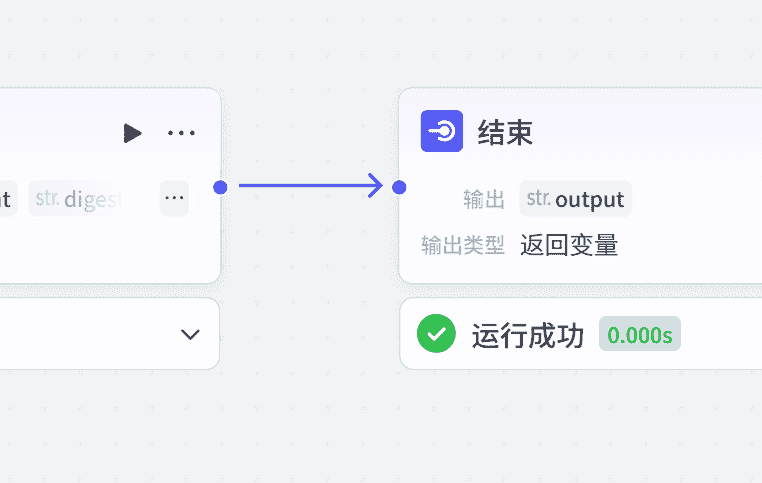 结束
str. digest
输出 str. output
输出类型 返回变量
运行成功 0.000s